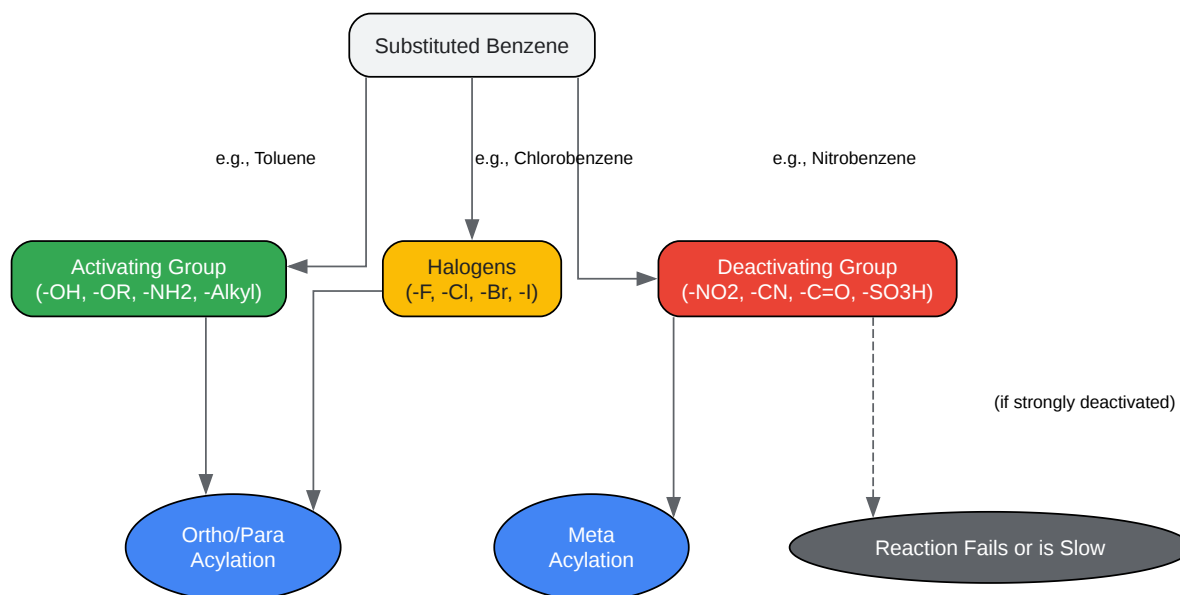 Substituted Benzene
e.g., Toluene
e.g., Chlorobenzene
e.g., Nitrobenzene
Activating Group
(-OH, -OR, -NH2, -Alkyl)
Halogens
(-F, -Cl, -Br, -I)
Deactivating Group
(-NO2, -CN, -C=O, -SO3H)
(if strongly deactivated)
Ortho/Para
Acylation
Meta
Acylation
Reaction Fails or is Slow